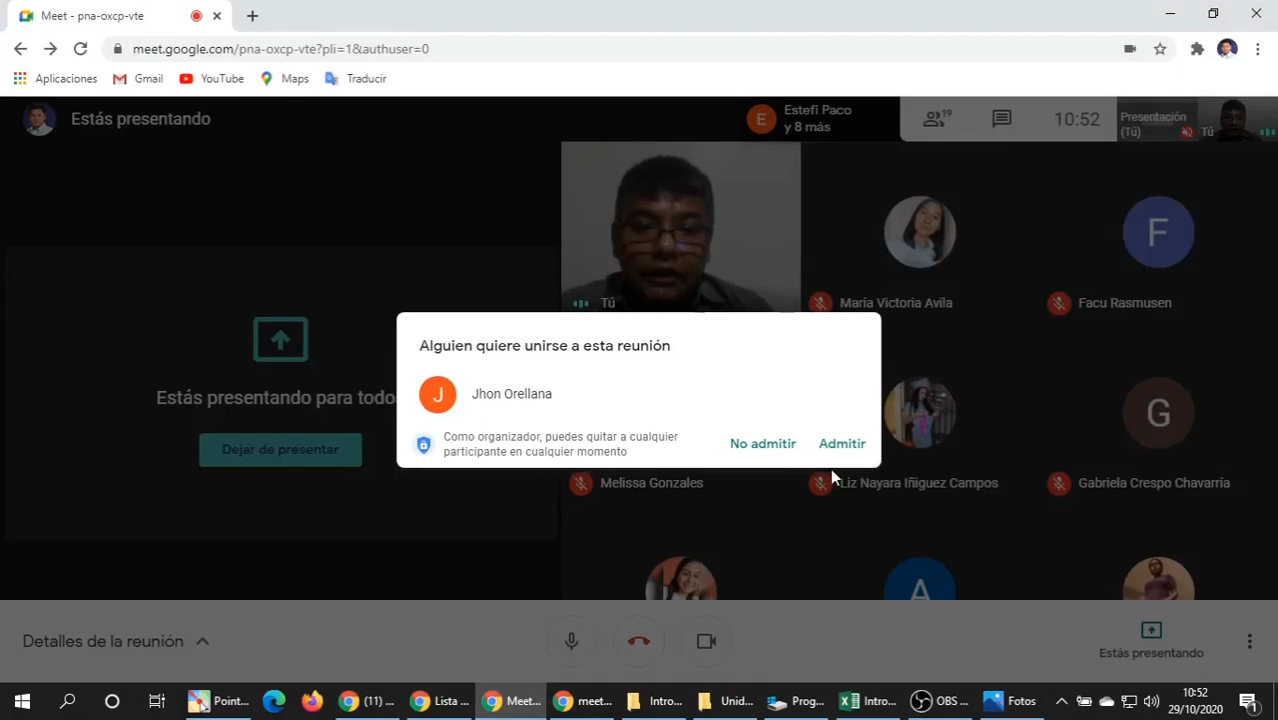 Meet - pna-oxcp-vte
meet.google.com/pna-oxcp-vte?pli=1&authuser=0
Aplicaciones
Gmail
YouTube
Maps
Traducir
Estás presentando
E
Estefi Paco
y 8 más
19
10:52
Presentación
(Tú)
Tú
Tú
María Victoria Avila
F
Facu Rasmusen
Estás presentando para todos
Dejar de presentar
Alguien quiere unirse a esta reunión
J
Jhon Orellana
Como organizador, puedes quitar a cualquier
participante en cualquier momento
No admitir
Admitir
G
Melissa Gonzales
Liz Nayara Iñiguez Campos
Gabriela Crespo Chavarría
A
Detalles de la reunión
Estás presentando
Point...
(11) ...
Lista ...
Meet...
meet...
Intro...
Unid...
Prog...
Intro...
OBS ...
Fotos
10:52
29/10/2020
1